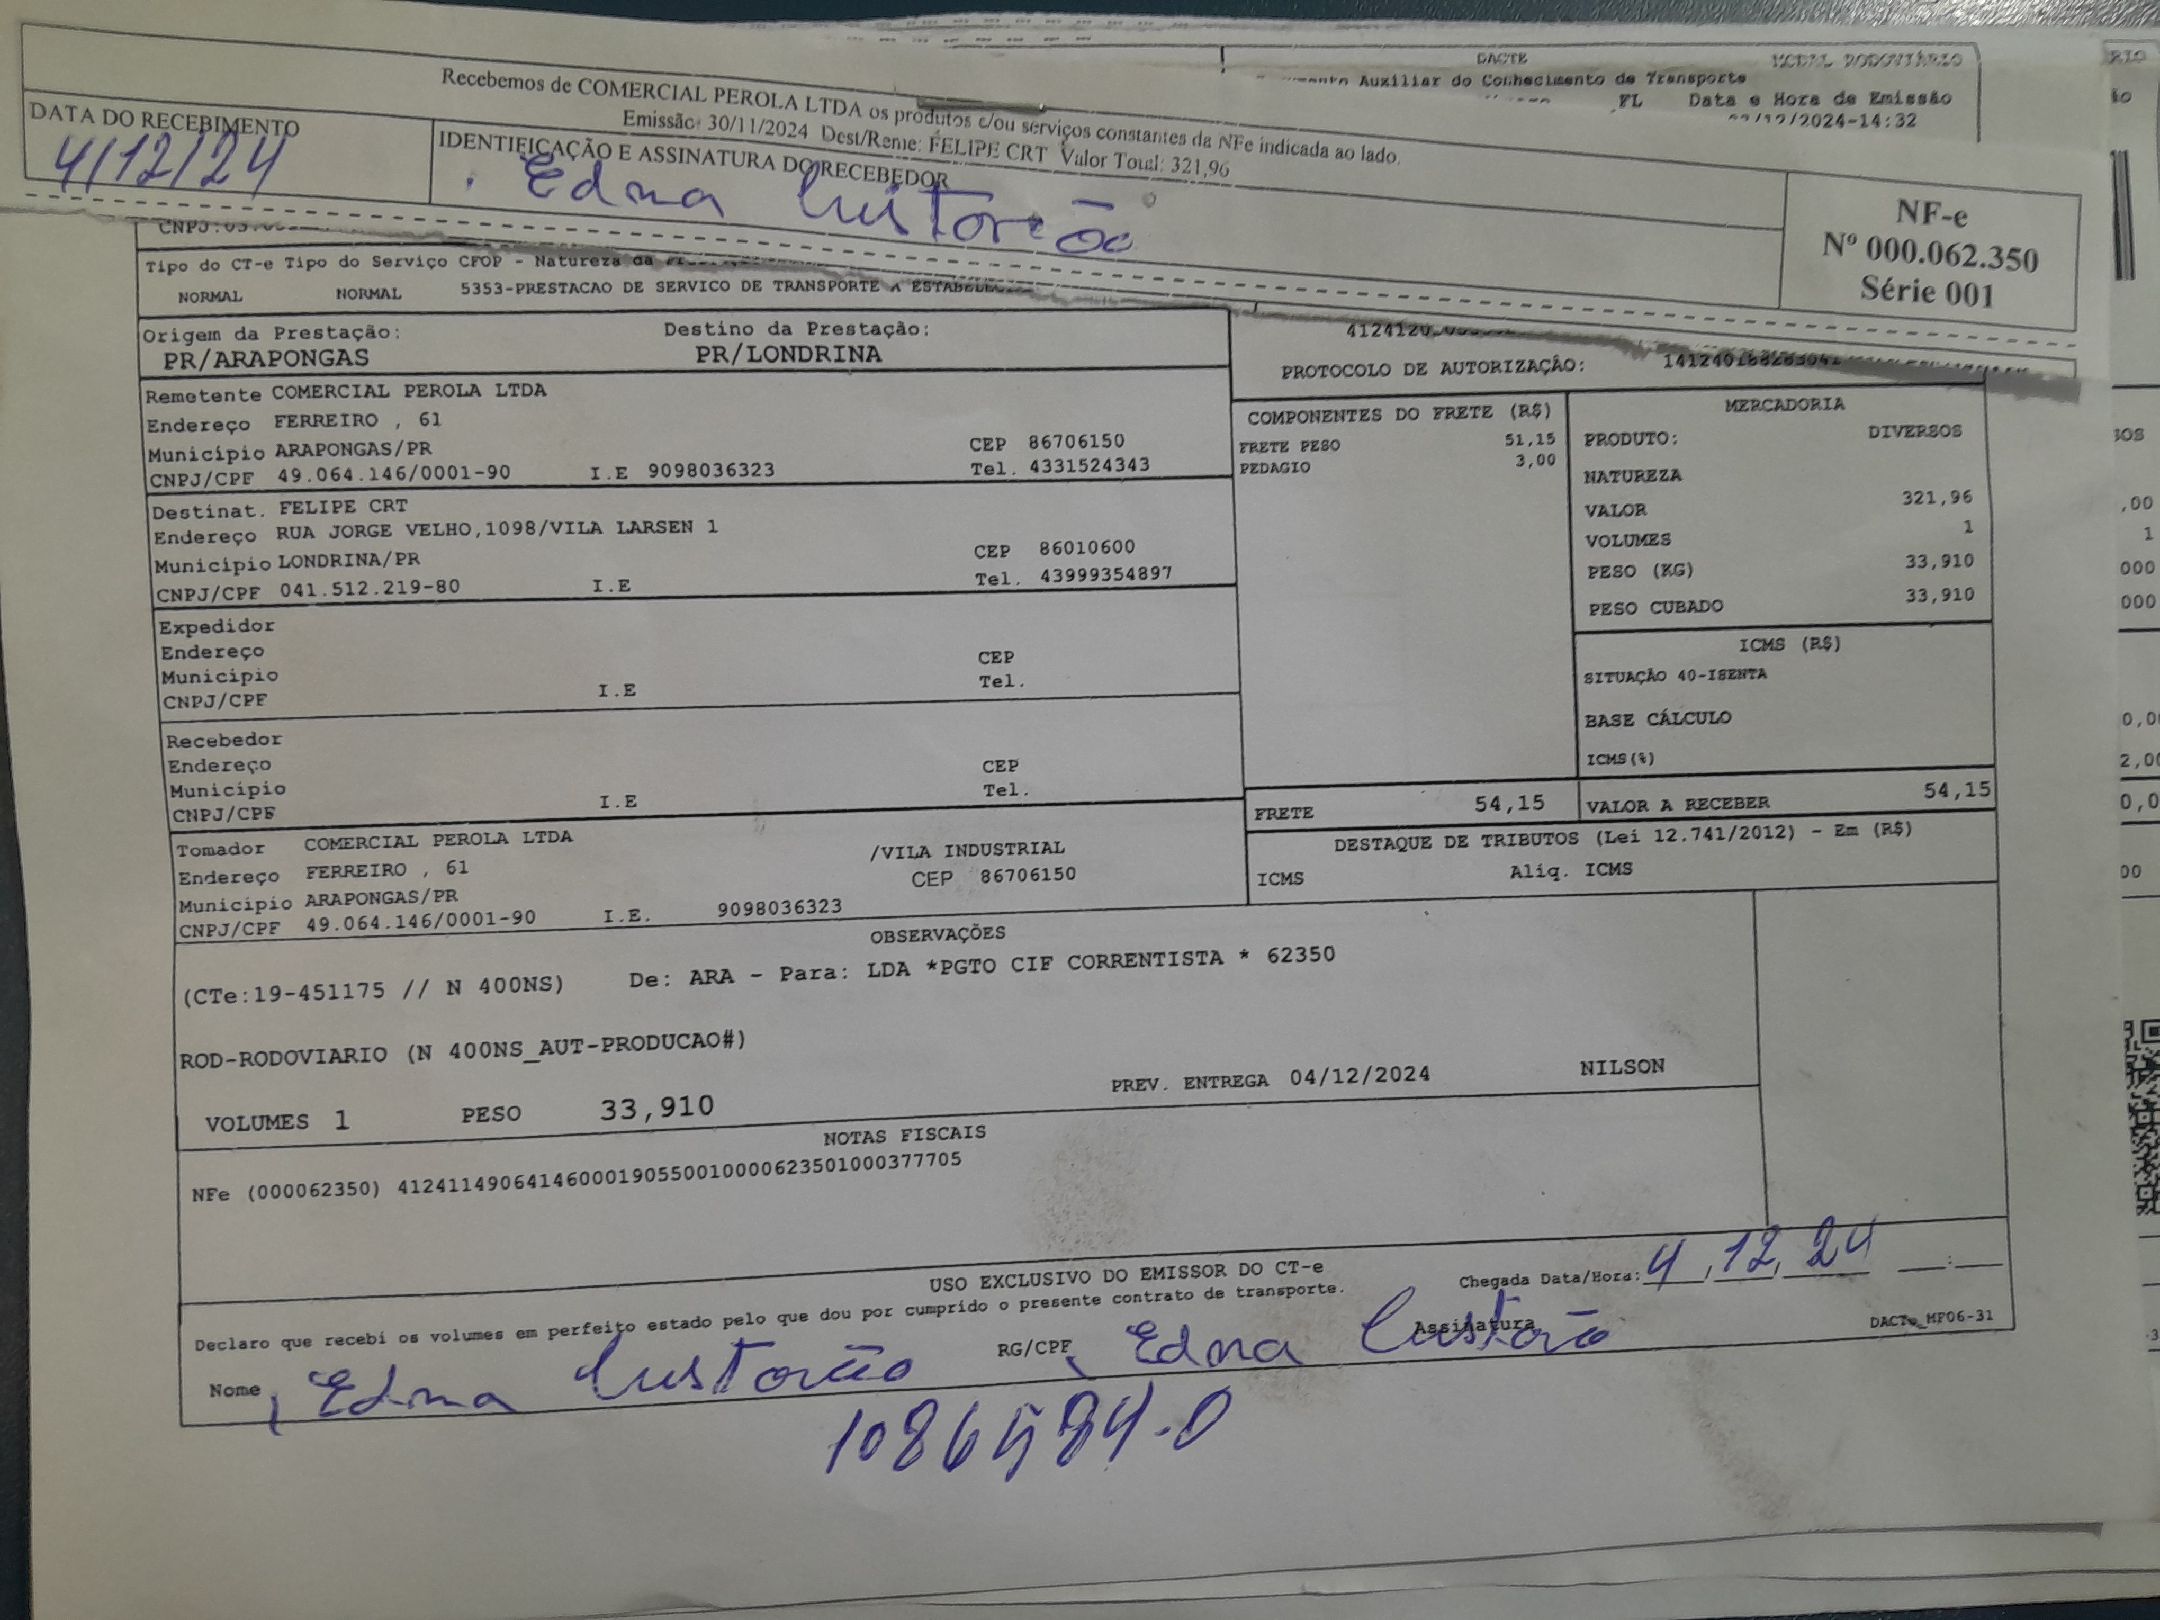 DACTE MODAL RODOVIÁRIO
Auxiliar do Conhecimento de Transporte
FL Data e Hora de Emissão
/12/2024-14:32
Recebemos de COMERCIAL PEROLA LTDA os produtos e/ou serviços constantes da NFe indicada ao lado.
Emissão: 30/11/2024 Dest/Reme: FELIPE CRT Valor Total: 321,96
DATA DO RECEBIMENTO
4/12/24
IDENTIFICAÇÃO E ASSINATURA DO RECEBEDOR
Edna Custorão
NF-e
Nº 000.062.350
Série 001
Tipo do CT-e Tipo do Serviço CFOP - Natureza da
NORMAL NORMAL 5353-PRESTACAO DE SERVICO DE TRANSPORTE A
Origem da Prestação: Destino da Prestação:
PR/ARAPONGAS PR/LONDRINA
PROTOCOLO DE AUTORIZAÇÃO:
Remetente COMERCIAL PEROLA LTDA
Endereço FERREIRO , 61
Município ARAPONGAS/PR CEP 86706150
CNPJ/CPF 49.064.146/0001-90 I.E 9098036323 Tel. 4331524343
Destinat. FELIPE CRT
Endereço RUA JORGE VELHO,1098/VILA LARSEN 1
Município LONDRINA/PR CEP 86010600
CNPJ/CPF 041.512.219-80 I.E Tel. 43999354897
Expedidor
Endereço
Município CEP
CNPJ/CPF I.E Tel.
Recebedor
Endereço
Município CEP
CNPJ/CPF I.E Tel.
COMPONENTES DO FRETE (R$)
FRETE PESO 51,15
PEDAGIO 3,00
MERCADORIA
PRODUTO: DIVERSOS
NATUREZA
VALOR 321,96
VOLUMES 1
PESO (KG) 33,910
PESO CUBADO 33,910
ICMS (R$)
SITUAÇÃO 40-ISENTA
BASE CÁLCULO
ICMS(%)
FRETE 54,15 VALOR A RECEBER 54,15
Tomador COMERCIAL PEROLA LTDA
Endereço FERREIRO , 61 /VILA INDUSTRIAL
Município ARAPONGAS/PR CEP 86706150
CNPJ/CPF 49.064.146/0001-90 I.E. 9098036323
DESTAQUE DE TRIBUTOS (Lei 12.741/2012) - Em (R$)
ICMS Alíq. ICMS
OBSERVAÇÕES
(CTe:19-451175 // N 400NS) De: ARA - Para: LDA *PGTO CIF CORRENTISTA * 62350
ROD-RODOVIARIO (N 400NS_AUT-PRODUCAO#)
PREV. ENTREGA 04/12/2024 NILSON
VOLUMES 1 PESO 33,910
NOTAS FISCAIS
NFe (000062350) 41241149064146000190550010000623501000377705
USO EXCLUSIVO DO EMISSOR DO CT-e
Declaro que recebi os volumes em perfeito estado pelo que dou por cumprido o presente contrato de transporte.
Chegada Data/Hora: 4,12,24 __:__
Nome Edna Custorão RG/CPF Assinatura Edna Custorão
DACTe_MF06-31
1086584-0